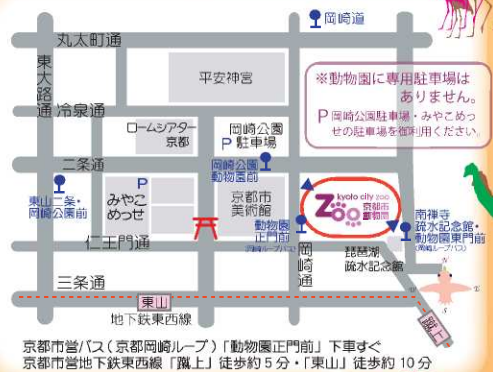 岡崎道
丸太町通
東大路通
平安神宮
※動物園に専用駐車場は
ありません。
P 岡崎公園駐車場・みやこめっ
せの駐車場を御利用ください。
冷泉通
ロームシアター
京都
岡崎公園
P 駐車場
二条通
岡崎公園
動物園前
東山二条・
岡崎公園前
P
みやこ
めっせ
京都市
美術館
kyoto city zoo
Zoo 京都市
動物園
動物園
正門前
(岡崎ループバス)
岡崎通
南禅寺
疏水記念館・
動物園東門前
(岡崎ループバス)
仁王門通
琵琶湖
疏水記念館
N
W
E
S
三条通
東山
地下鉄東西線
蹴上
京都市営バス(京都岡崎ループ)「動物園正門前」下車すぐ
京都市営地下鉄東西線「蹴上」徒歩約5分・「東山」徒歩約10分